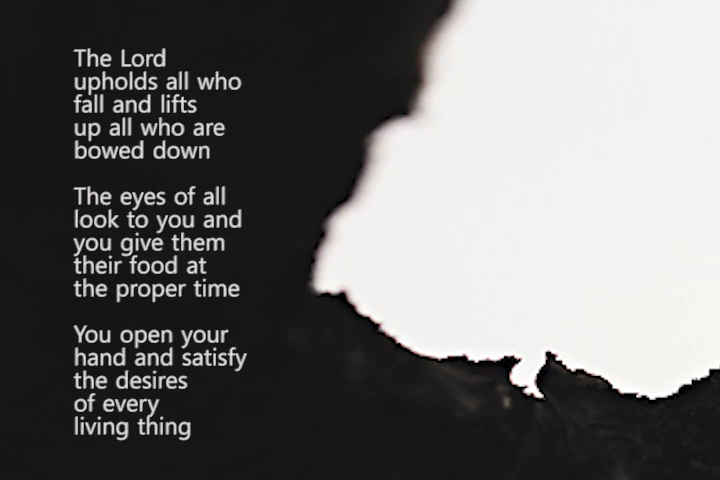 The Lord
upholds all who
fall and lifts
up all who are
bowed down
The eyes of all
look to you and
you give them
their food at
the proper time
You open your
hand and satisfy
the desires
of every
living thing